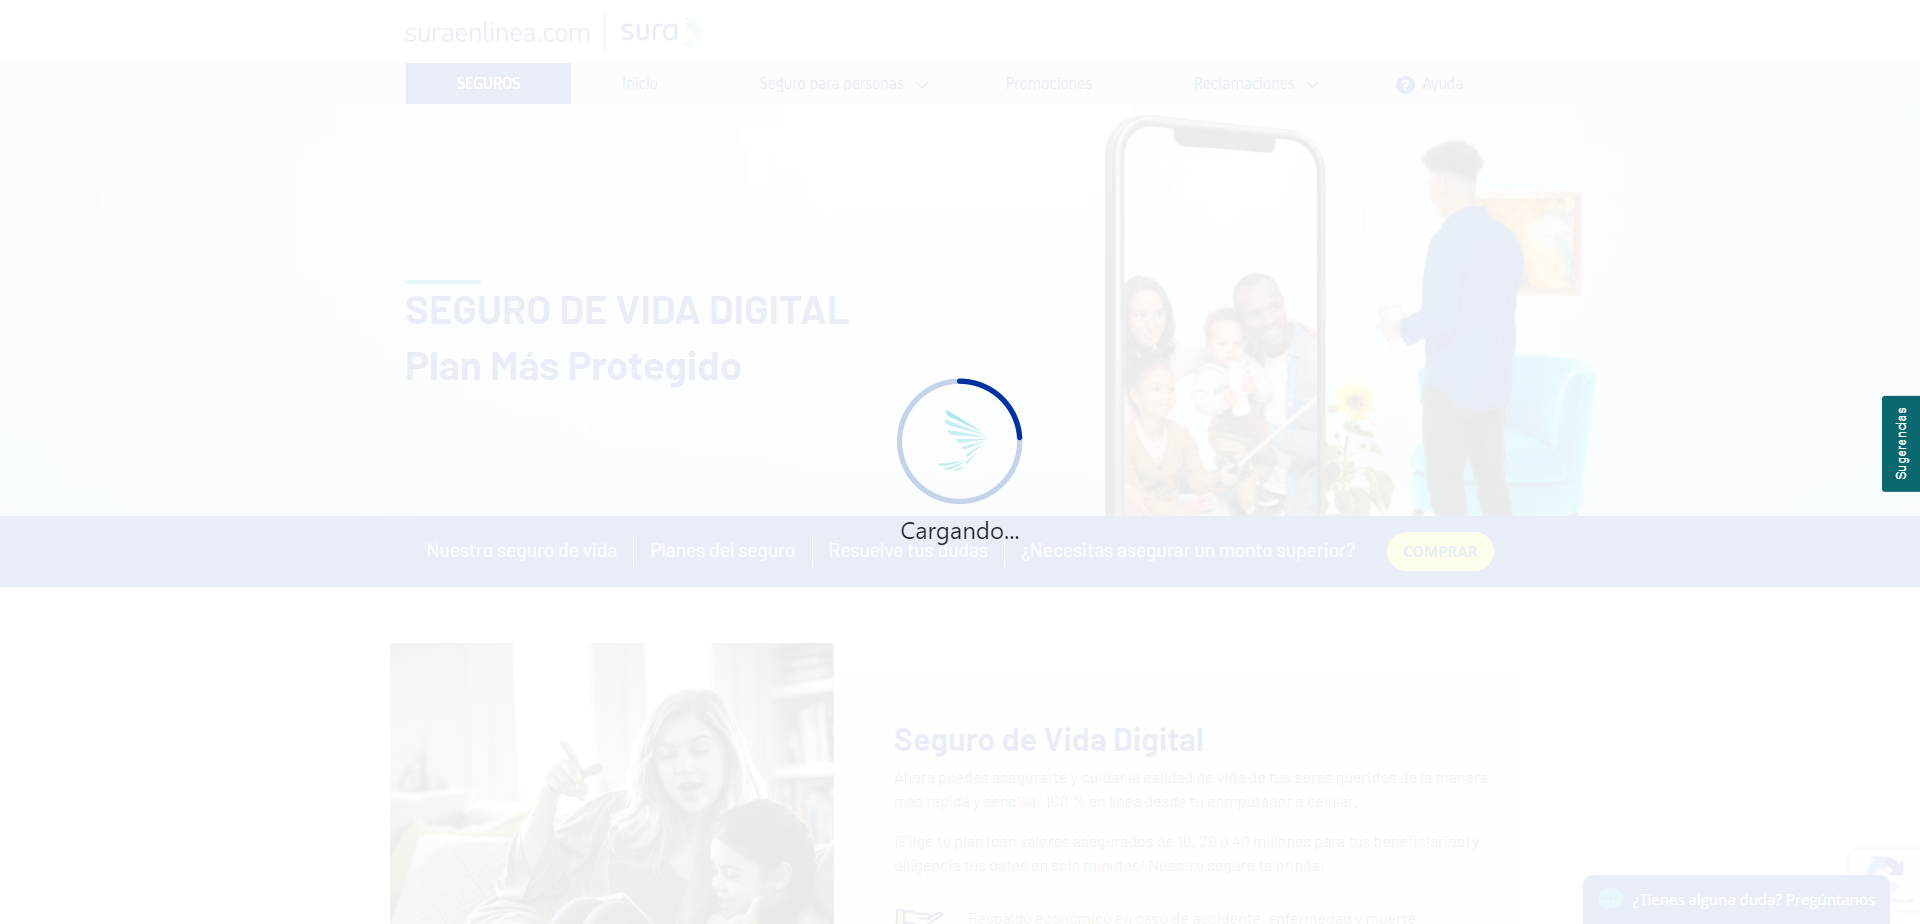 suraenlinea.com
sura
SEGUROS
Inicio
Seguro para personas
Promociones
Reclamaciones
Ayuda
SEGURO DE VIDA DIGITAL
Plan Más Protegido
Sugerencias
Cargando...
Nuestro seguro de vida
Planes del seguro
Resuelve tus dudas
¿Necesitas asegurar un monto superior?
COMPRAR
Seguro de Vida Digital
Ahora puedes asegurarte y cuidar la calidad de vida de tus seres queridos de la manera
más rápida y sencilla: 100 % en línea desde tu computador o celular.
¡Elige tu plan (con valores asegurados de 10, 20 o 40 millones para tus beneficiarios) y
diligencia tus datos en solo minutos! Nuestro seguro te brinda:
Respaldo económico en caso de accidente, enfermedad y muerte.
¿Tienes alguna duda? Pregúntanos